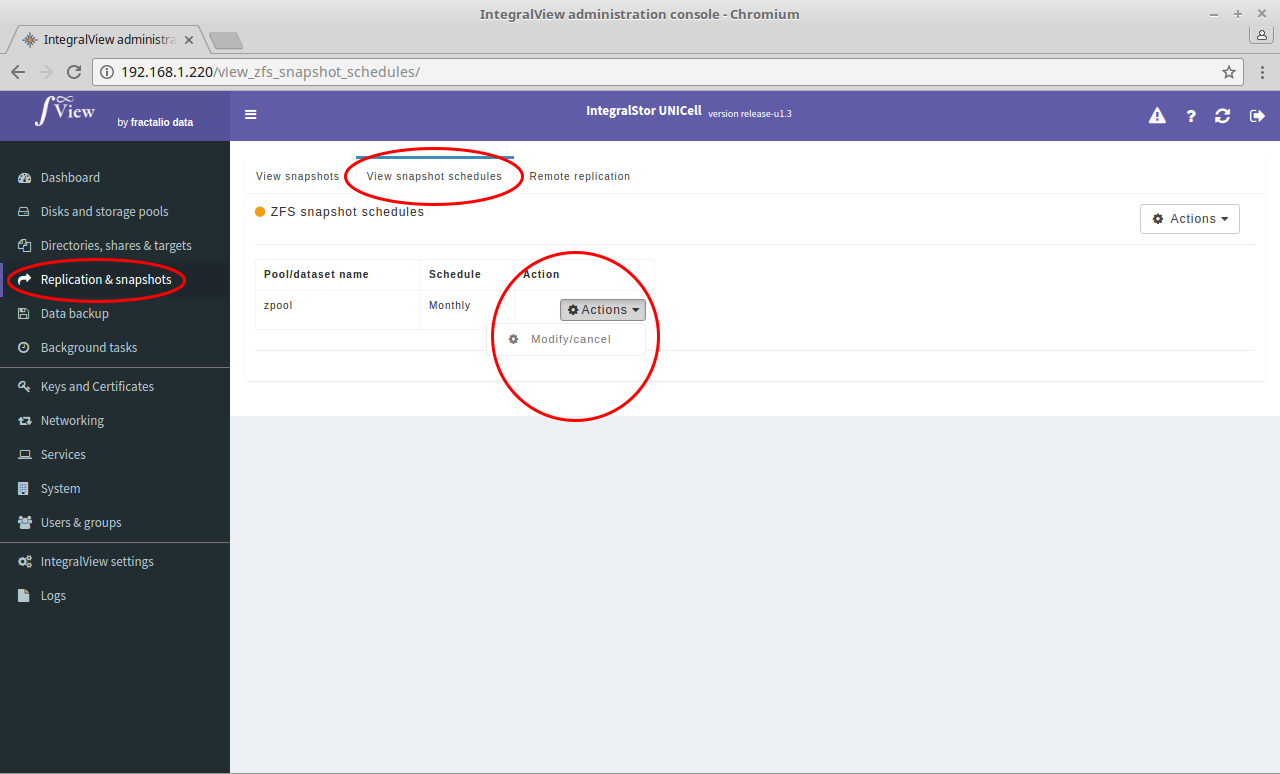 IntegralView administration console - Chromium
IntegralView administra
192.168.1.220/view_zfs_snapshot_schedules/
View by fractalio data
IntegralStor UNICell version release-u1.3
Dashboard
Disks and storage pools
Directories, shares & targets
Replication & snapshots
Data backup
Background tasks
Keys and Certificates
Networking
Services
System
Users & groups
IntegralView settings
Logs
View snapshots View snapshot schedules Remote replication
ZFS snapshot schedules Actions
Pool/dataset name Schedule Action
zpool Monthly Actions
Modify/cancel